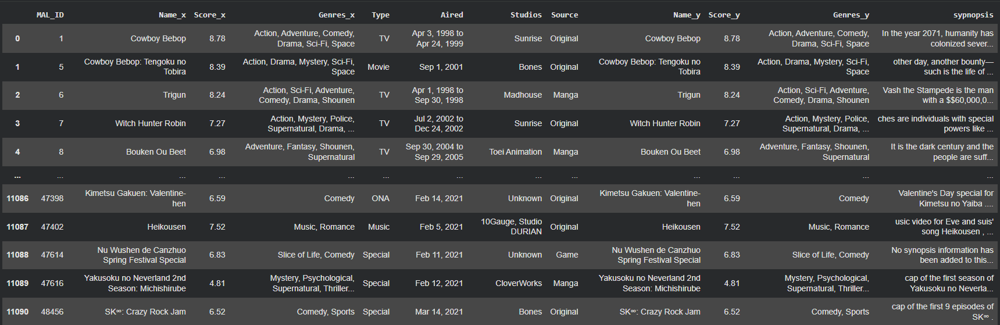 MAL_ID Name_x Score_x Genres_x Type Aired Studios Source Name_y Score_y Genres_y sypnopsis
0 1 Cowboy Bebop 8.78 Action, Adventure, Comedy, Drama, Sci-Fi, Space TV Apr 3, 1998 to Apr 24, 1999 Sunrise Original Cowboy Bebop 8.78 Action, Adventure, Comedy, Drama, Sci-Fi, Space In the year 2071, humanity has colonized sever...
1 5 Cowboy Bebop: Tengoku no Tobira 8.39 Action, Drama, Mystery, Sci-Fi, Space Movie Sep 1, 2001 Bones Original Cowboy Bebop: Tengoku no Tobira 8.39 Action, Drama, Mystery, Sci-Fi, Space other day, another bounty—such is the life of ...
2 6 Trigun 8.24 Action, Sci-Fi, Adventure, Comedy, Drama, Shounen TV Apr 1, 1998 to Sep 30, 1998 Madhouse Manga Trigun 8.24 Action, Sci-Fi, Adventure, Comedy, Drama, Shounen Vash the Stampede is the man with a $$60,000,0...
3 7 Witch Hunter Robin 7.27 Action, Mystery, Police, Supernatural, Drama, ... TV Jul 2, 2002 to Dec 24, 2002 Sunrise Original Witch Hunter Robin 7.27 Action, Mystery, Police, Supernatural, Drama, ... ches are individuals with special powers like ...
4 8 Bouken Ou Beet 6.98 Adventure, Fantasy, Shounen, Supernatural TV Sep 30, 2004 to Sep 29, 2005 Toei Animation Manga Bouken Ou Beet 6.98 Adventure, Fantasy, Shounen, Supernatural It is the dark century and the people are suff...
... ... ... ... ... ... ... ... ... ... ... ... ...
11086 47398 Kimetsu Gakuen: Valentine-hen 6.59 Comedy ONA Feb 14, 2021 Unknown Original Kimetsu Gakuen: Valentine-hen 6.59 Comedy Valentine's Day special for Kimetsu no Yaiba ....
11087 47402 Heikousen 7.52 Music, Romance Music Feb 5, 2021 10Gauge, Studio DURIAN Original Heikousen 7.52 Music, Romance usic video for Eve and suis' song Heikousen , ...
11088 47614 Nu Wushen de Canzhuo Spring Festival Special 6.83 Slice of Life, Comedy Special Feb 11, 2021 Unknown Game Nu Wushen de Canzhuo Spring Festival Special 6.83 Slice of Life, Comedy No synopsis information has been added to this...
11089 47616 Yakusoku no Neverland 2nd Season: Michishirube 4.81 Mystery, Psychological, Supernatural, Thriller... Special Feb 12, 2021 CloverWorks Manga Yakusoku no Neverland 2nd Season: Michishirube 4.81 Mystery, Psychological, Supernatural, Thriller... cap of the first season of Yakusoku no Neverla...
11090 48456 SK∞: Crazy Rock Jam 6.52 Comedy, Sports Special Mar 14, 2021 Bones Original SK∞: Crazy Rock Jam 6.52 Comedy, Sports cap of the first 9 episodes of SK∞ .